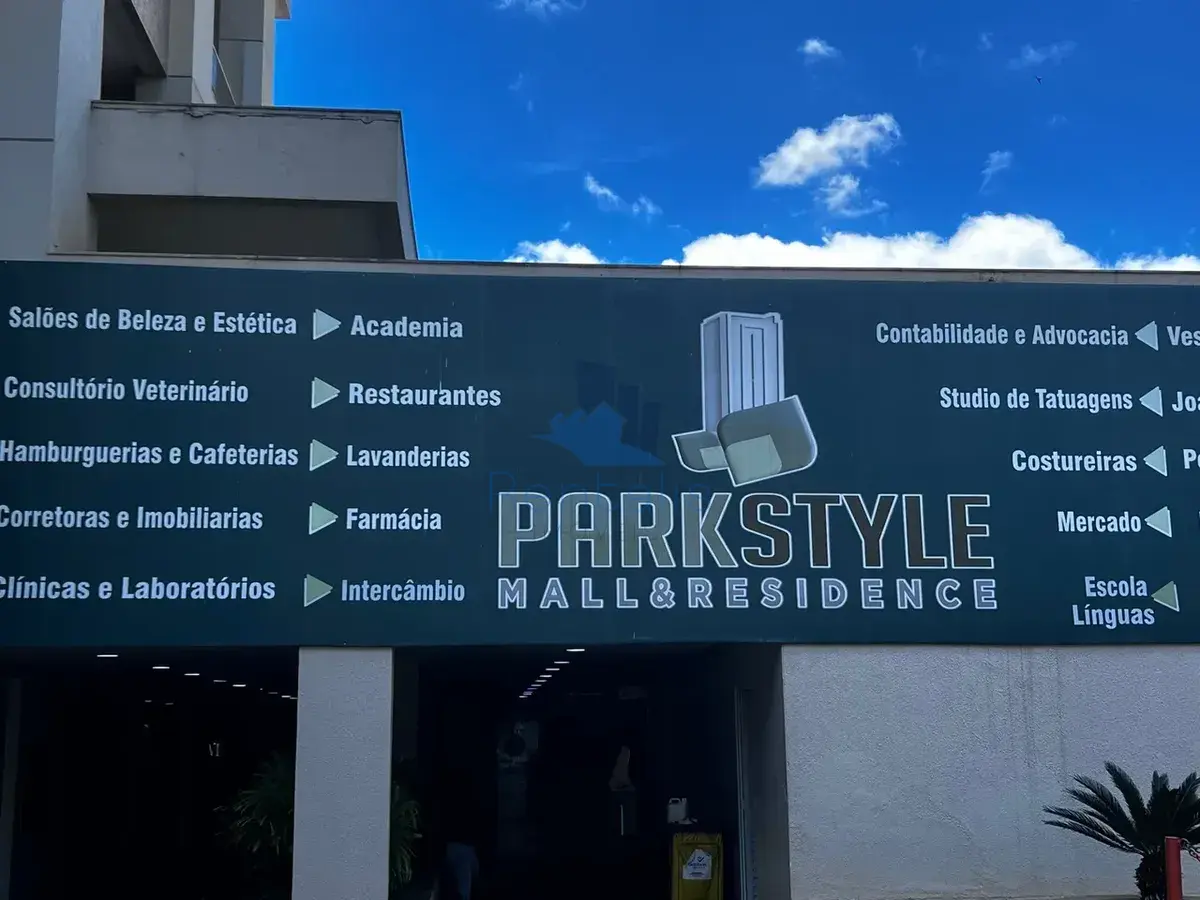 Salões de Beleza e Estética
Consultório Veterinário
Hamburguerias e Cafeterias
Corretoras e Imobiliarias
Clínicas e Laboratórios
Academia
Restaurantes
Lavanderias
Farmácia
Intercâmbio
PARKSTYLE
MALL&RESIDENCE
Contabilidade e Advocacia
Studio de Tatuagens
Costureiras
Mercado
Escola
Línguas